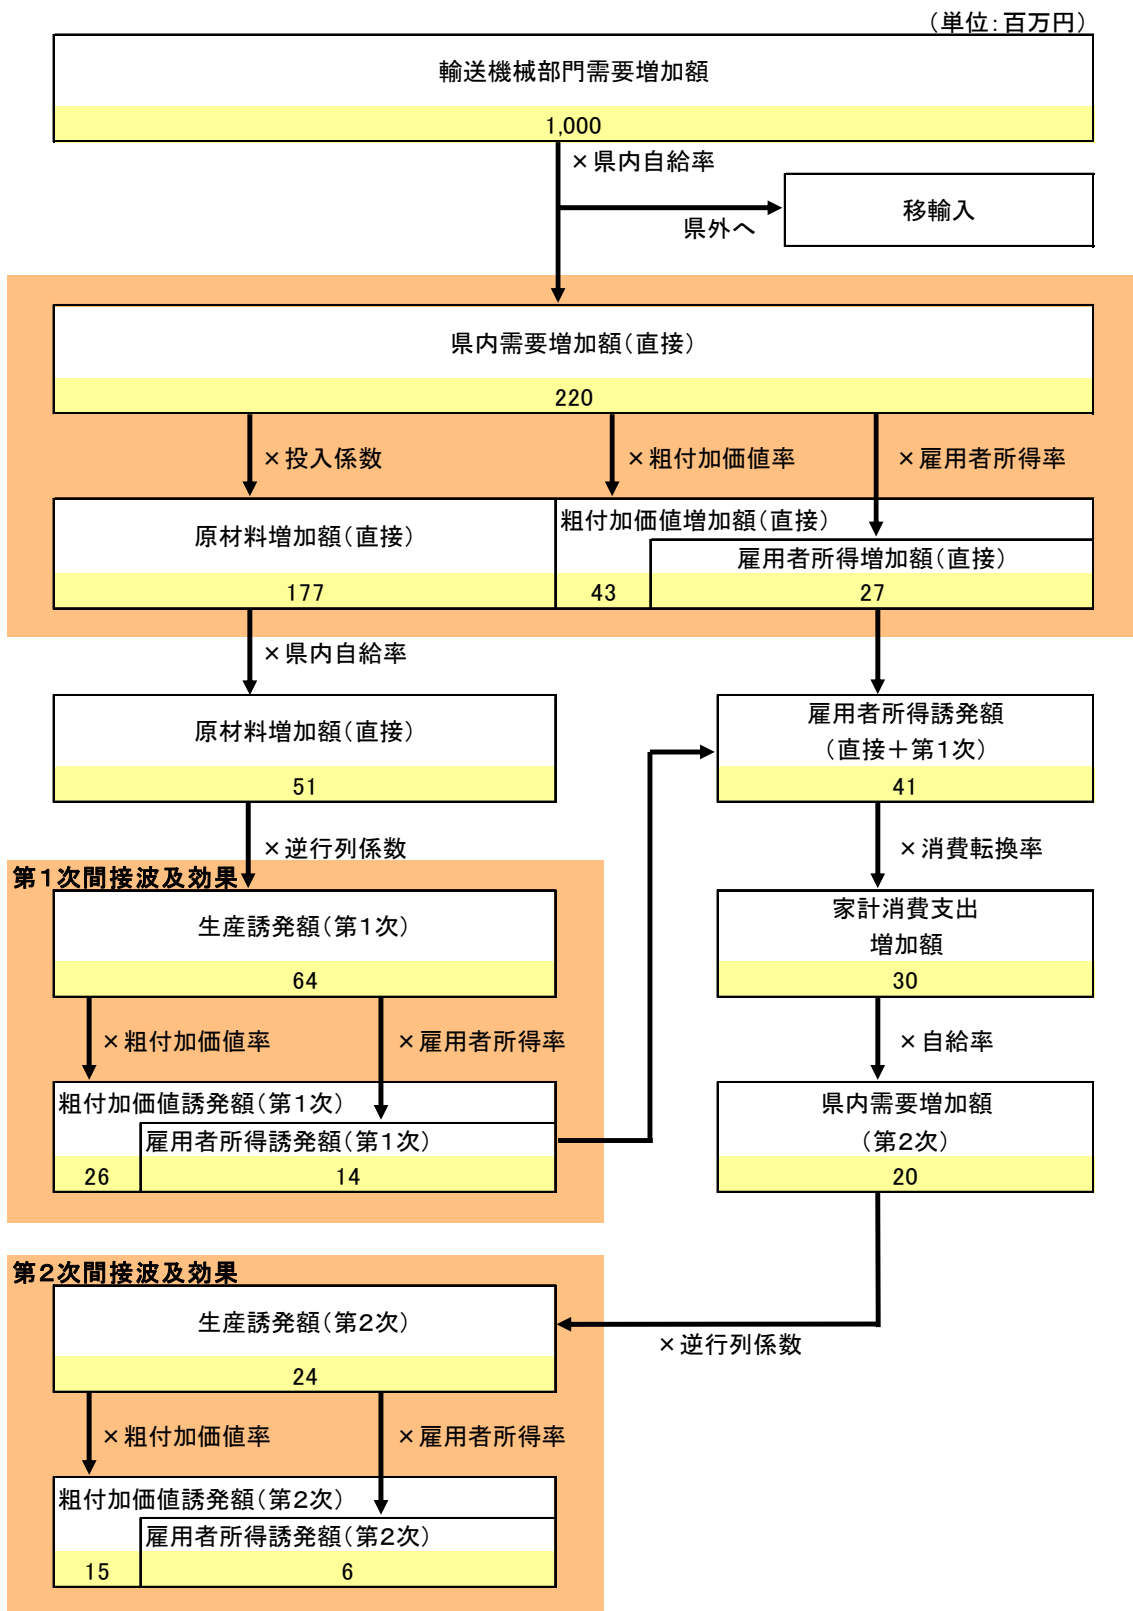 （単位：百万円）
輸送機械部門需要増加額
1,000
×県内自給率
移輸入
県外へ
県内需要増加額（直接）
220
×投入係数
×粗付加価値率
×雇用者所得率
原材料増加額（直接）
粗付加価値増加額（直接）
雇用者所得増加額（直接）
177
43
27
×県内自給率
原材料増加額（直接）
51
雇用者所得誘発額
（直接＋第１次）
41
×逆行列係数
×消費転換率
第１次間接波及効果
生産誘発額（第１次）
64
家計消費支出
増加額
30
×粗付加価値率
×雇用者所得率
×自給率
粗付加価値誘発額（第１次）
雇用者所得誘発額（第１次）
26
14
県内需要増加額
（第２次）
20
第２次間接波及効果
生産誘発額（第２次）
×逆行列係数
24
×粗付加価値率
×雇用者所得率
粗付加価値誘発額（第２次）
雇用者所得誘発額（第２次）
15
6